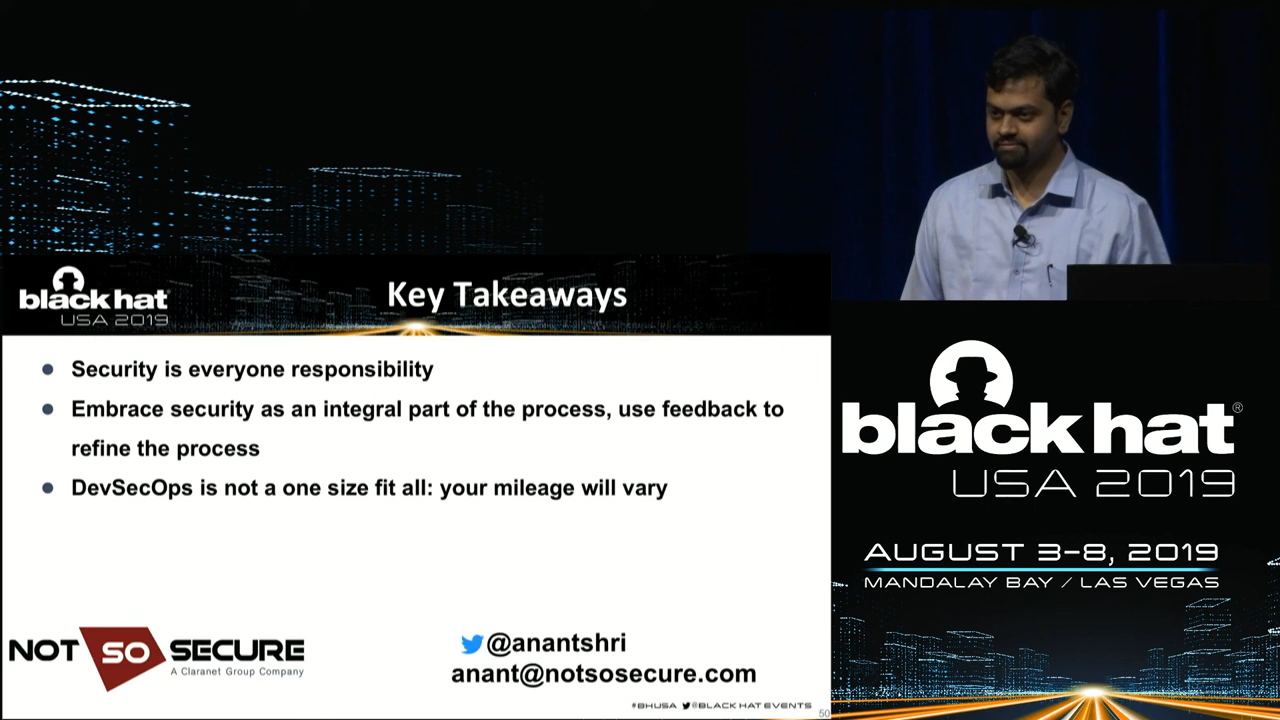 black hat
USA 2019
Key Takeaways
Security is everyone responsibility
Embrace security as an integral part of the process, use feedback to
refine the process
DevSecOps is not a one size fit all: your mileage will vary
NOT SO SECURE
A Claranet Group Company
@anantshri
anant@notsosecure.com
#BHUSA @BLACK HAT EVENTS
50
black hat®
USA 2019
AUGUST 3-8, 2019
MANDALAY BAY / LAS VEGAS